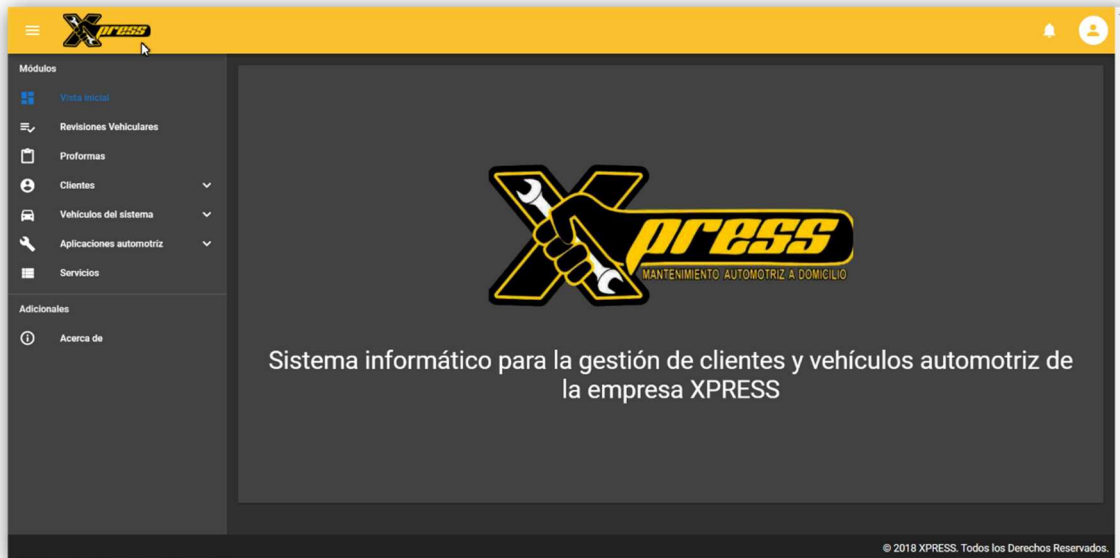 Xpress
Módulos
Vista inicial
Revisiones Vehiculares
Proformas
Clientes
Vehículos del sistema
Aplicaciones automotriz
Servicios
Adicionales
Acerca de
Xpress
MANTENIMIENTO AUTOMOTRIZ A DOMICILIO
Sistema informático para la gestión de clientes y vehículos automotriz de
la empresa XPRESS
© 2018 XPRESS. Todos los Derechos Reservados.